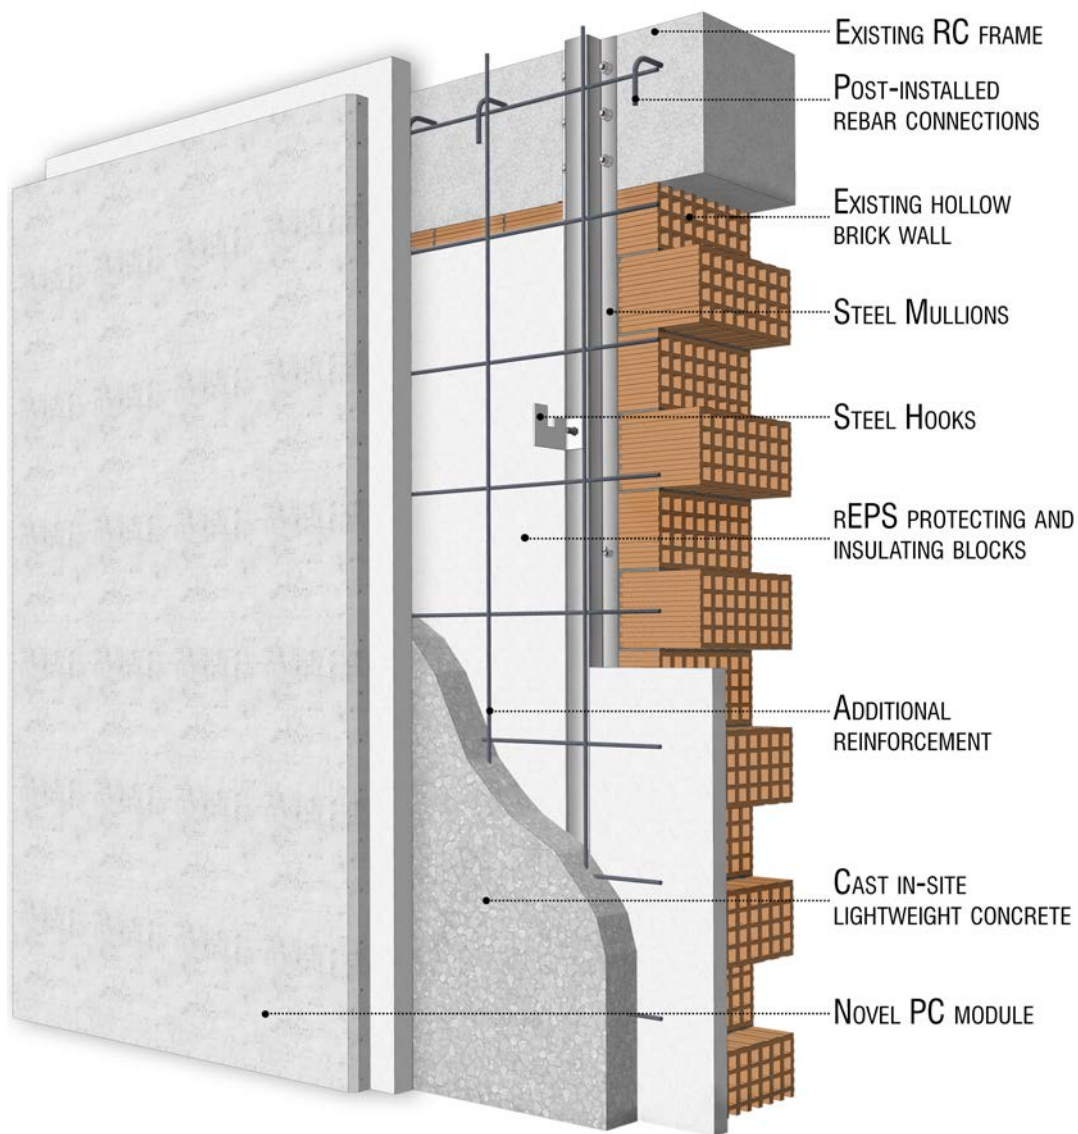 Existing RC frame
Post-installed
rebar connections
Existing hollow
brick wall
Steel Mullions
Steel Hooks
rEPS protecting and
insulating blocks
Additional
reinforcement
Cast in-site
lightweight concrete
Novel PC module